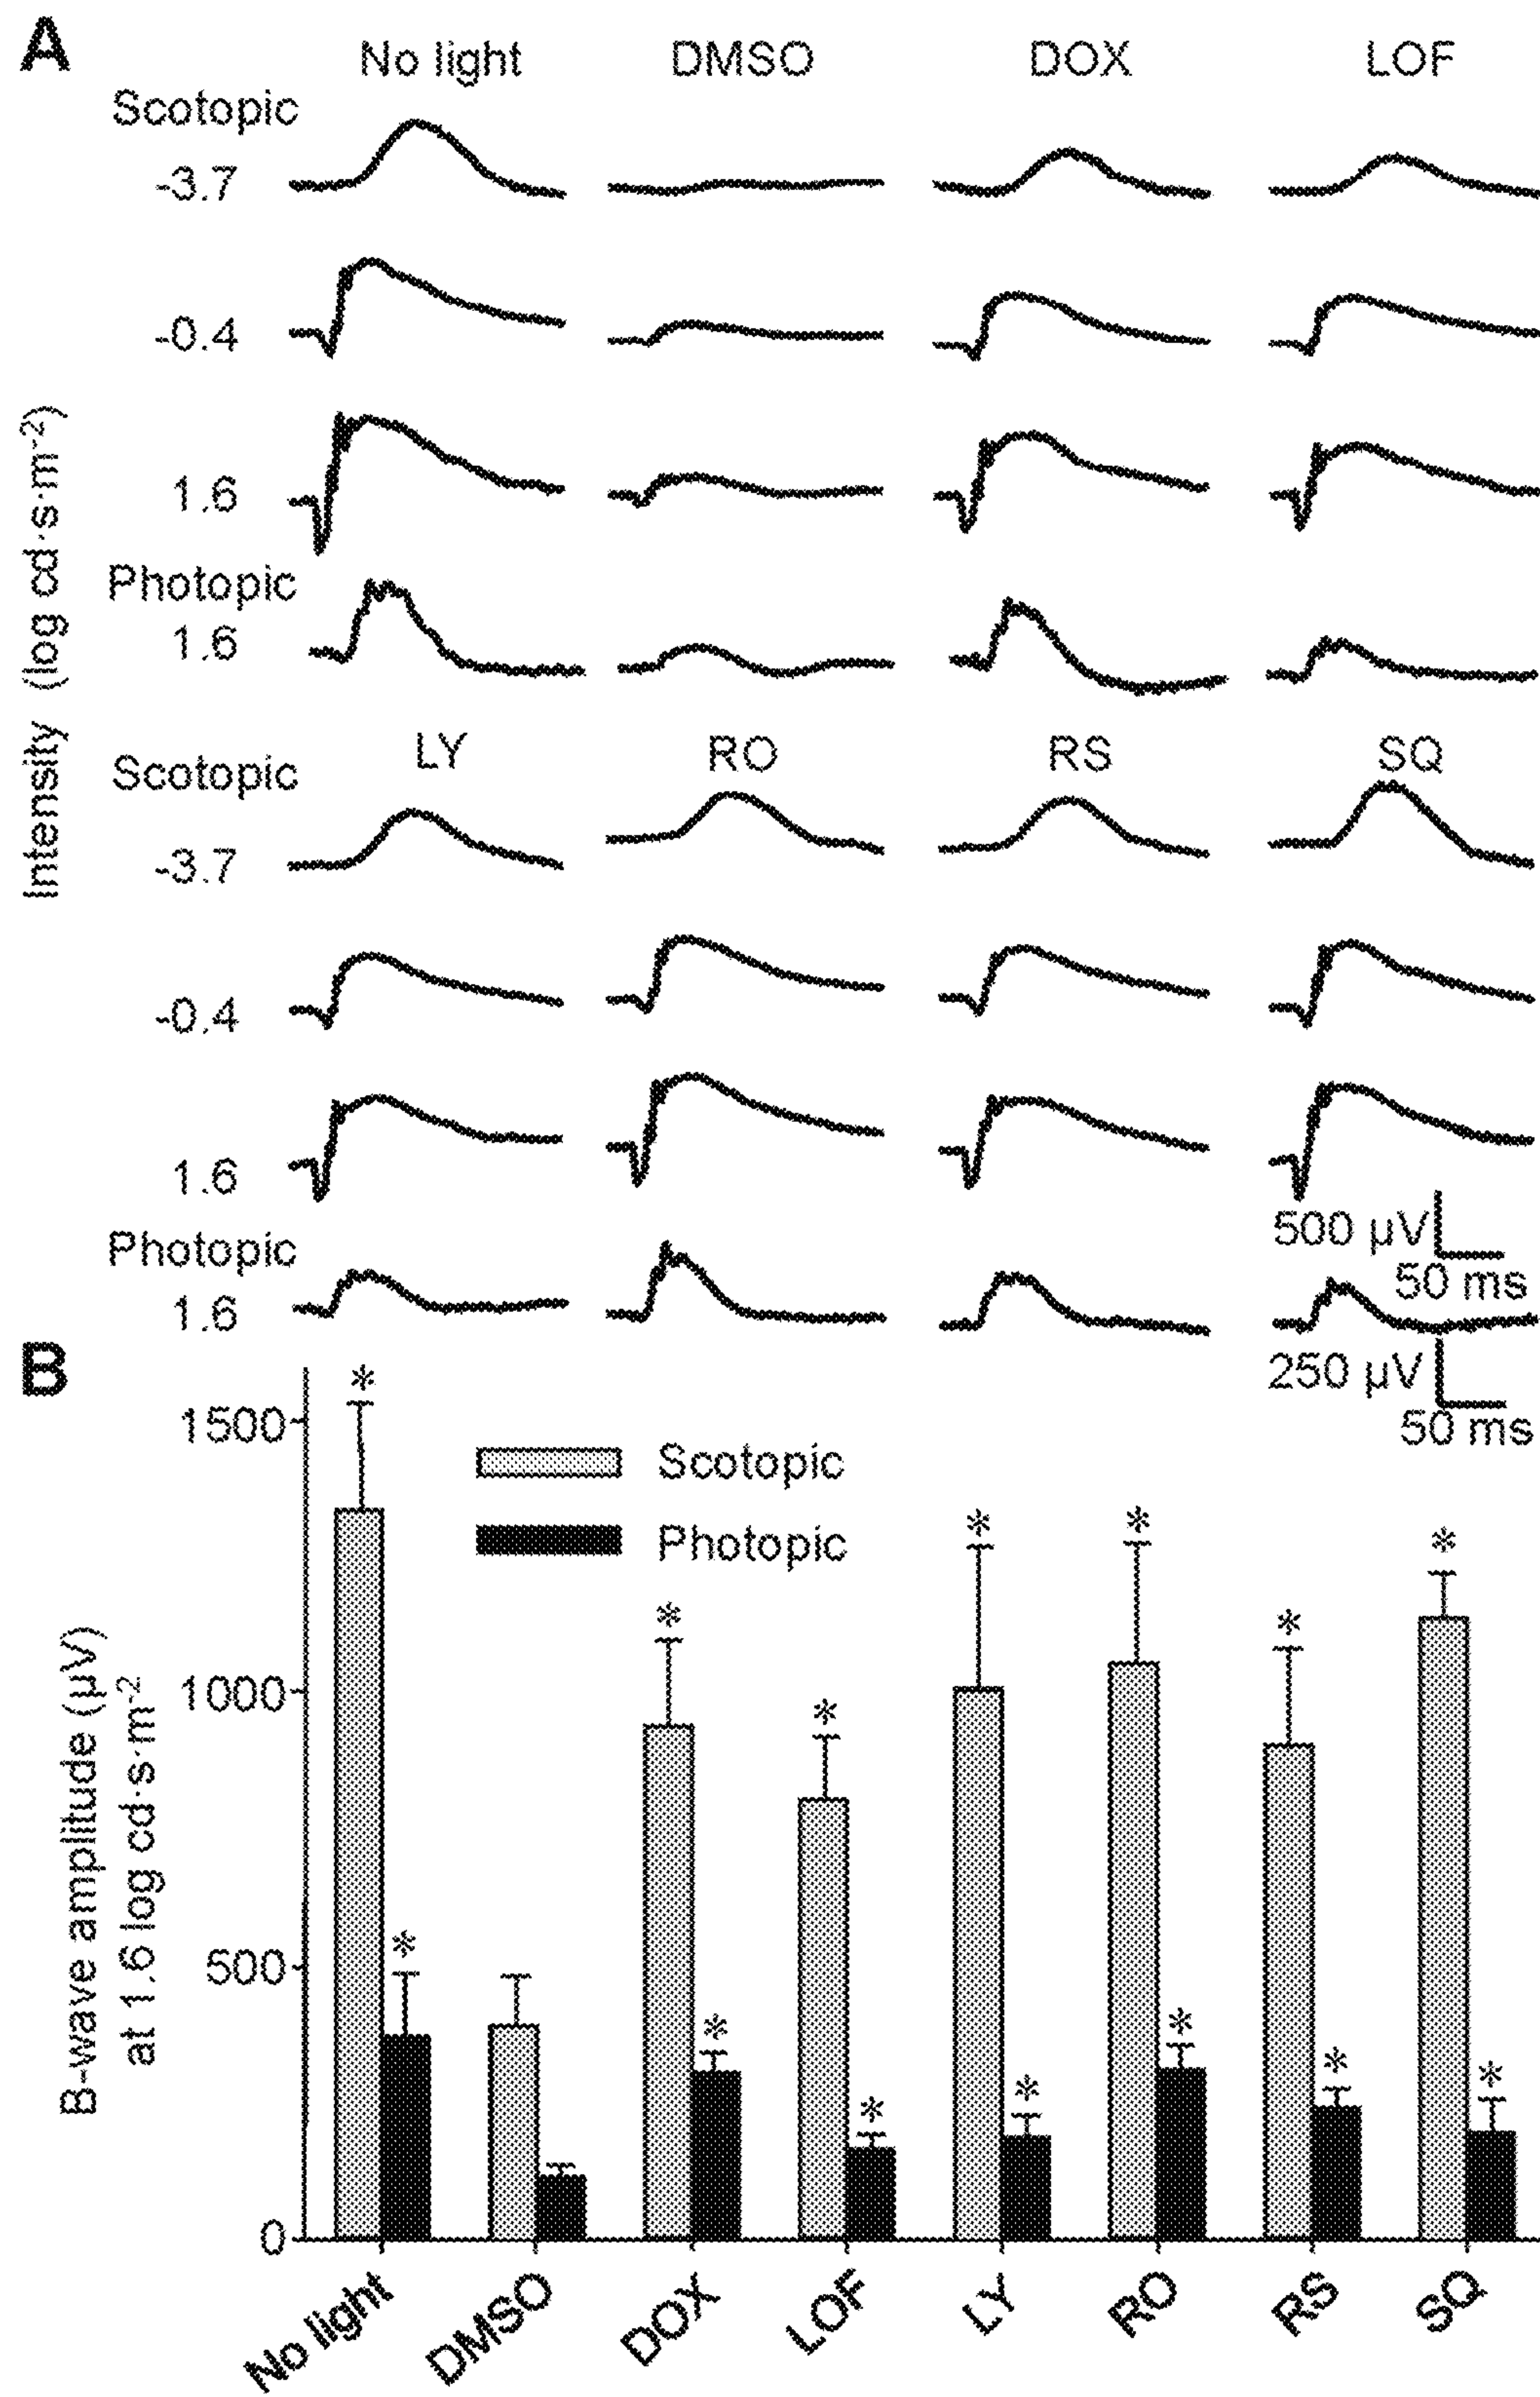 A
No light DMSO DOX LOF
Scotopic
-3.7
-0.4
1.6
Photopic
1.6
Intensity (log cd·s·m⁻²)
LY RO RS SQ
Scotopic
-3.7
-0.4
1.6
500 µV
50 ms
Photopic
1.6
250 µV
50 ms
B
*
1500
Scotopic
Photopic
* * *
* *
*
1000
B-wave amplitude (µV)
at 1.6 log cd·s·m⁻²
500
*
* * * * * *
0
No light DMSO DOX LOF LY RO RS SQ